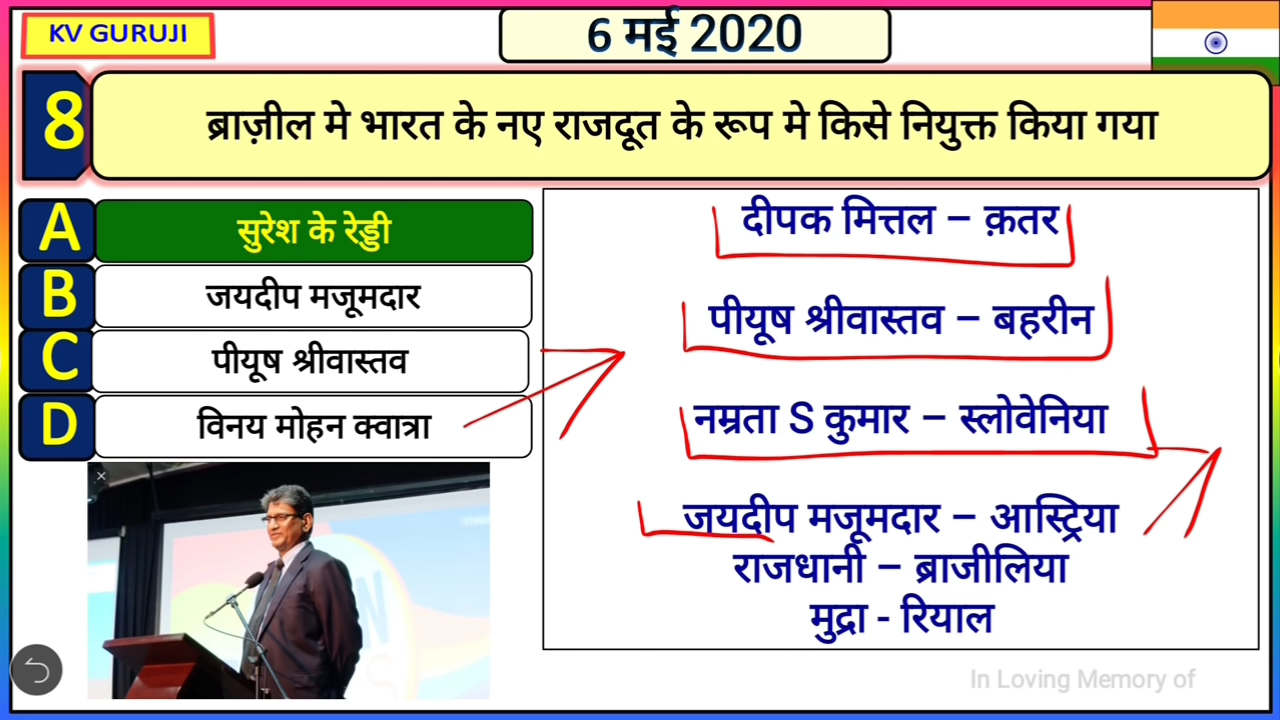 KV GURUJI
6 मई 2020
8
ब्राज़ील मे भारत के नए राजदूत के रूप मे किसे नियुक्त किया गया
A सुरेश के रेड्डी
B जयदीप मजूमदार
C पीयूष श्रीवास्तव
D विनय मोहन क्वात्रा
दीपक मित्तल – क़तर
पीयूष श्रीवास्तव – बहरीन
नम्रता S कुमार – स्लोवेनिया
जयदीप मजूमदार – आस्ट्रिया
राजधानी – ब्राजीलिया
मुद्रा - रियाल
In Loving Memory of